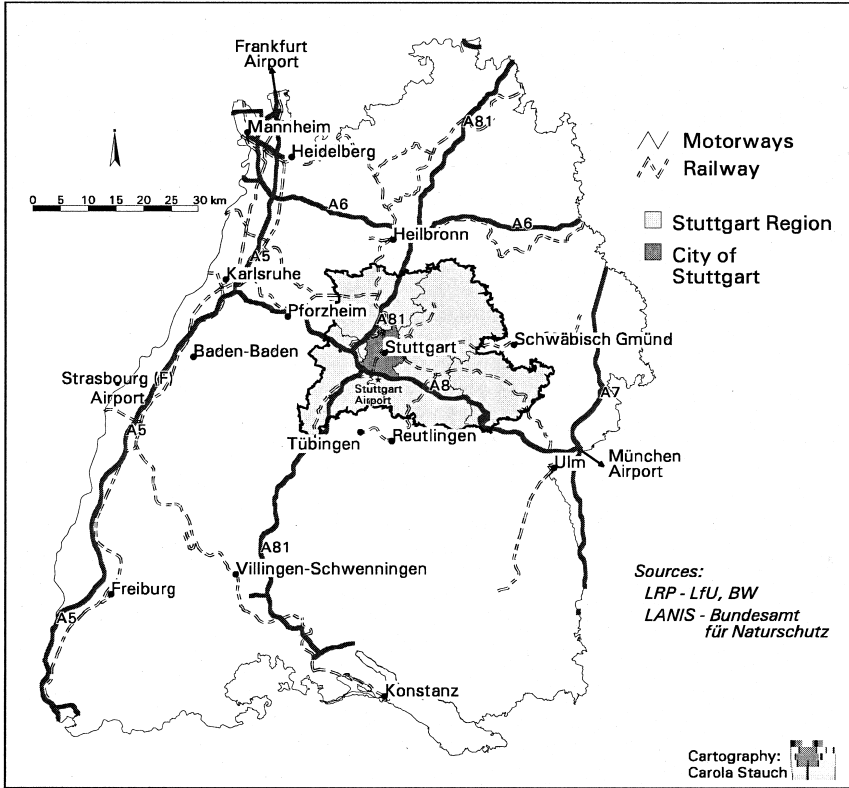 Frankfurt
Airport
Mannheim
Heidelberg
A81
Motorways
Railway
0 5 10 15 20 25 30 km
A6
A6
Heilbronn
Stuttgart Region
City of
Stuttgart
A5
Karlsruhe
Pforzheim
A81
Stuttgart
Schwäbisch Gmünd
Baden-Baden
Strasbourg (F)
Airport
Stuttgart
Airport
A8
A7
A5
Tübingen
Reutlingen
Ulm
München
Airport
A81
Villingen-Schwenningen
Freiburg
A5
Sources:
LRP - LfU, BW
LANIS - Bundesamt
für Naturschutz
Konstanz
Cartography:
Carola Stauch